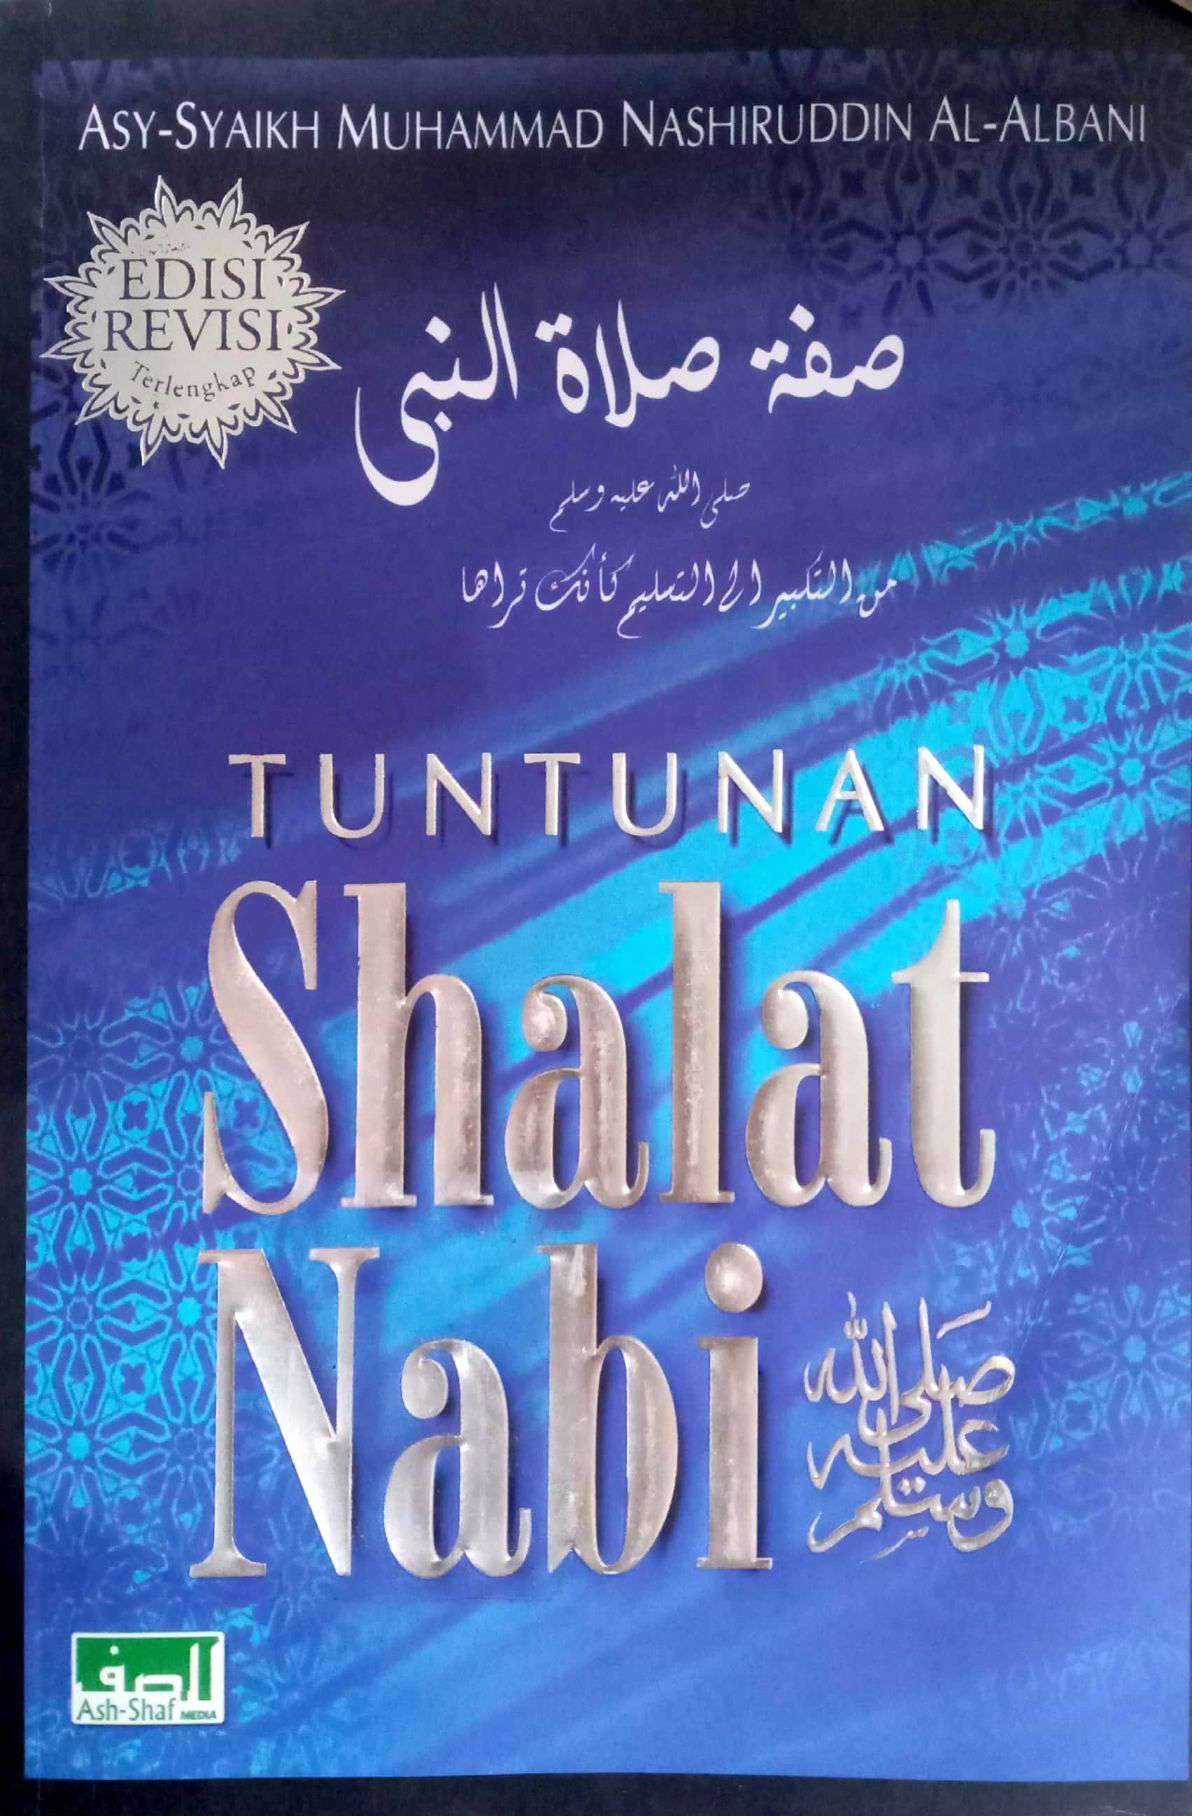 ASY-SYAIKH MUHAMMAD NASHIRUDDIN AL-ALBANI
EDISI
REVISI
Terlengkap
صفة صلاة النبى
صلى الله عليه وسلم
من التكبير الى التسليم كأنك تراها
TUNTUNAN
Shalat
Nabi
صلى الله
عليه
وسلم
الصف
Ash-Shaf
MEDIA